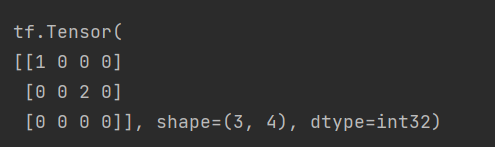 tf.Tensor(
[[1 0 0 0]
 [0 0 2 0]
 [0 0 0 0]], shape=(3, 4), dtype=int32)